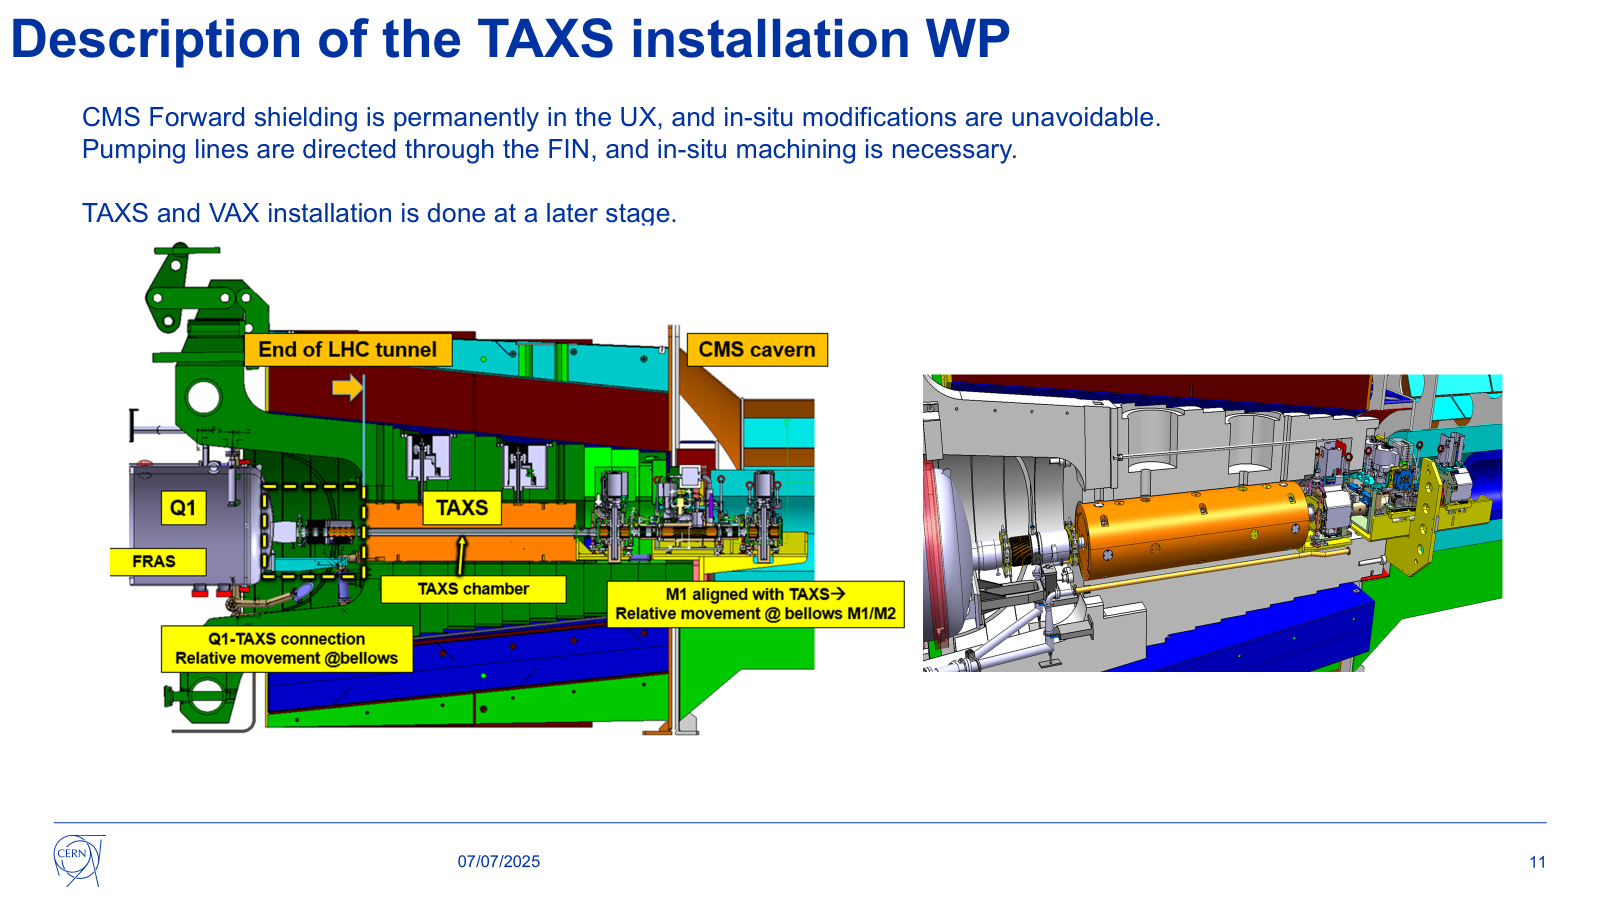 Description of the TAXS installation WP
CMS Forward shielding is permanently in the UX, and in-situ modifications are unavoidable.
Pumping lines are directed through the FIN, and in-situ machining is necessary.
TAXS and VAX installation is done at a later stage.
End of LHC tunnel
CMS cavern
Q1
TAXS
FRAS
TAXS chamber
M1 aligned with TAXS→
Relative movement @ bellows M1/M2
Q1-TAXS connection
Relative movement @bellows
CERN
07/07/2025
11